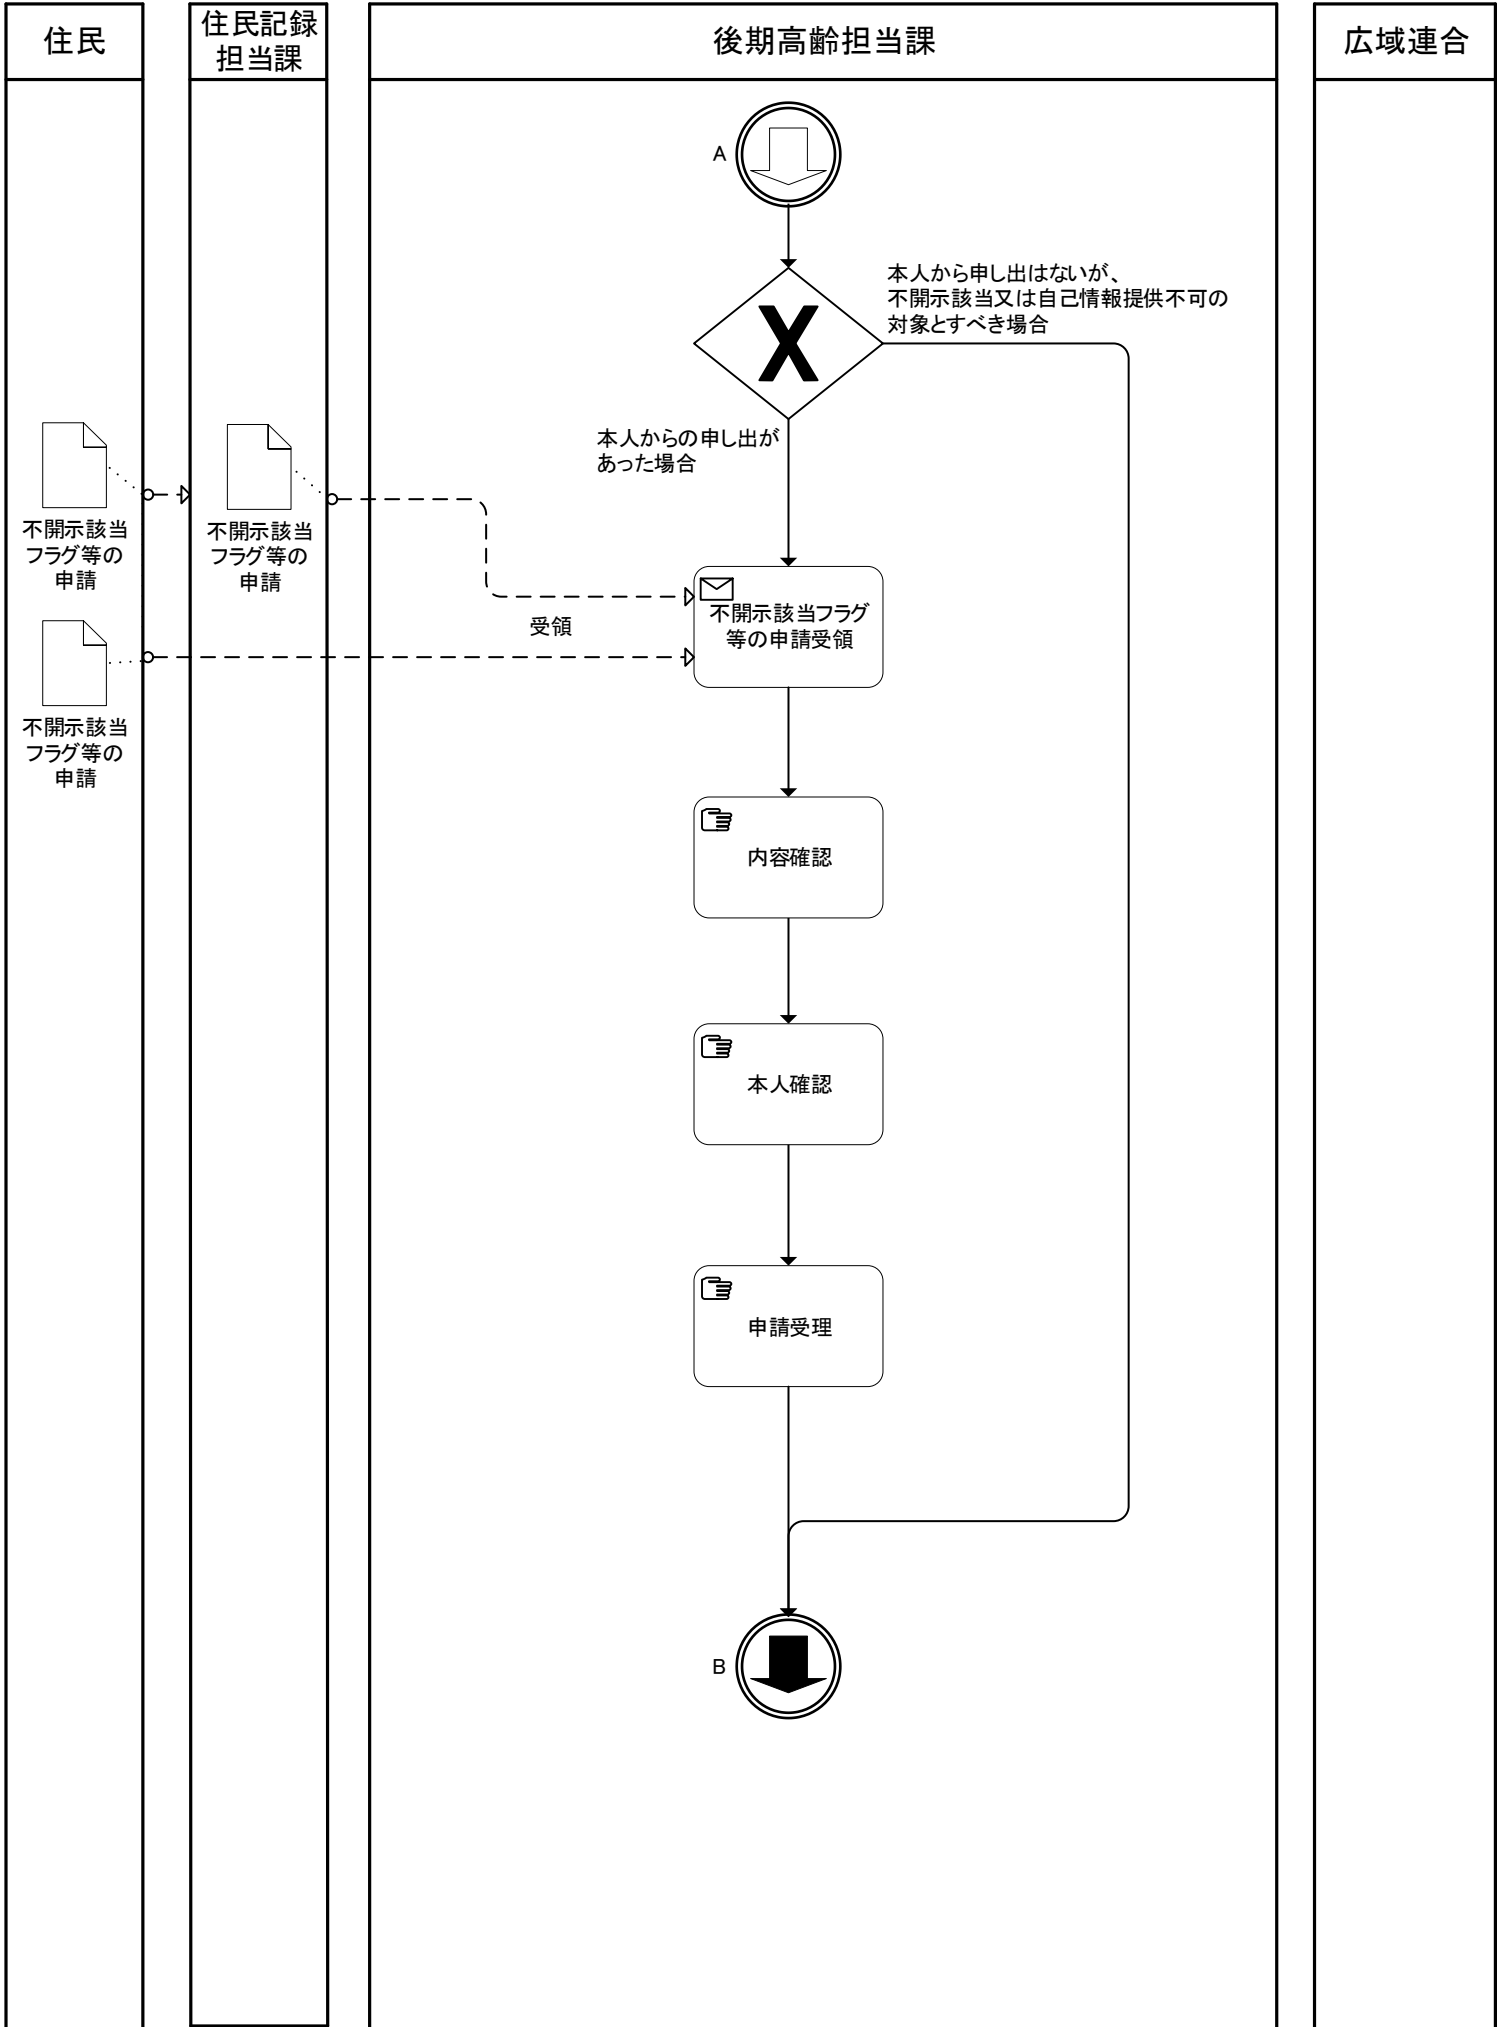 住民
住民記録
担当課
後期高齢担当課
広域連合
A
本人から申し出はないが、
不開示該当又は自己情報提供不可の
対象とすべき場合
X
本人からの申し出が
あった場合
不開示該当
フラグ等の
申請
不開示該当
フラグ等の
申請
受領
不開示該当フラグ
等の申請受領
不開示該当
フラグ等の
申請
内容確認
本人確認
申請受理
B